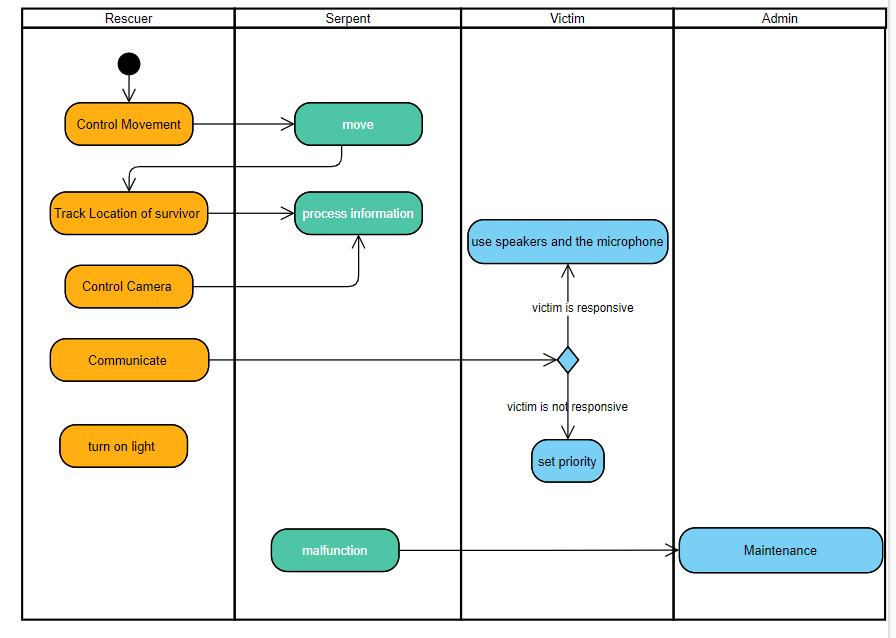 Rescuer
Serpent
Victim
Admin
Control Movement
move
Track Location of survivor
process information
use speakers and the microphone
Control Camera
victim is responsive
Communicate
victim is not responsive
turn on light
set priority
malfunction
Maintenance